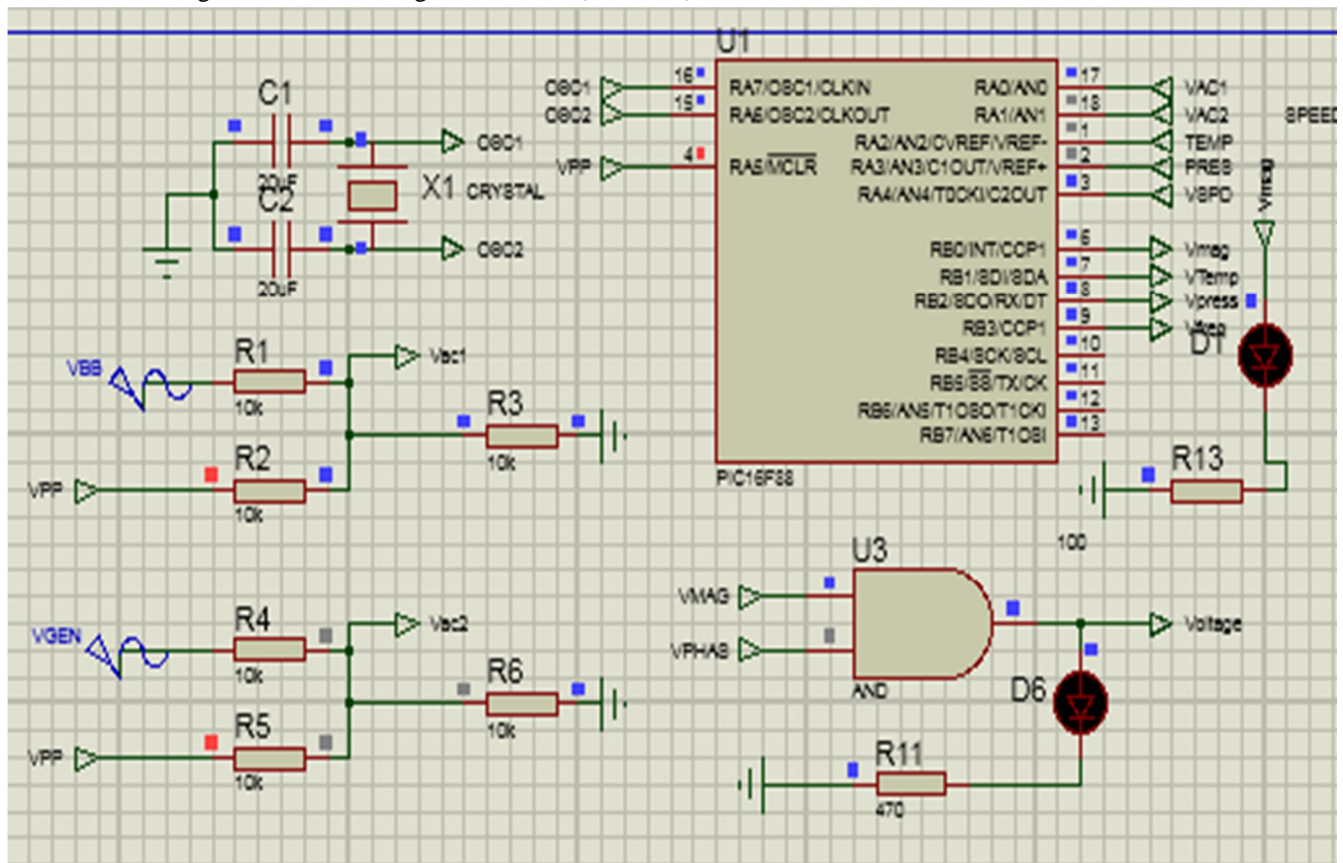 U1
C1
20uF
C2
20uF
X1
CRYSTAL
OSC1
OSC2
OSC1
OSC2
VPP
16
15
4
RA7/OSC1/CLKIN
RA6/OSC2/CLKOUT
RA5/MCLR
RA0/AN0
RA1/AN1
RA2/AN2/CVREF/VREF-
RA3/AN3/C1OUT/VREF+
RA4/AN4/T0CKI/C2OUT
RB0/INT/CCP1
RB1/SDI/SDA
RB2/SDO/RX/DT
RB3/CCP1
RB4/SCK/SCL
RB5/SS/TX/CK
RB6/AN5/T1OSO/T1CKI
RB7/AN6/T1OSI
PIC16F88
17
18
1
2
3
6
7
8
9
10
11
12
13
VAC1
VAC2
TEMP
PRES
VSPD
Vmag
VTemp
Vpress
SPEED
Vmag
D1
R13
100
VBB
R1
10k
Vac1
R3
10k
VPP
R2
10k
VGEN
R4
10k
Vac2
R6
10k
VPP
R5
10k
U3
VMAG
VPHAS
AND
Voltage
D6
R11
470